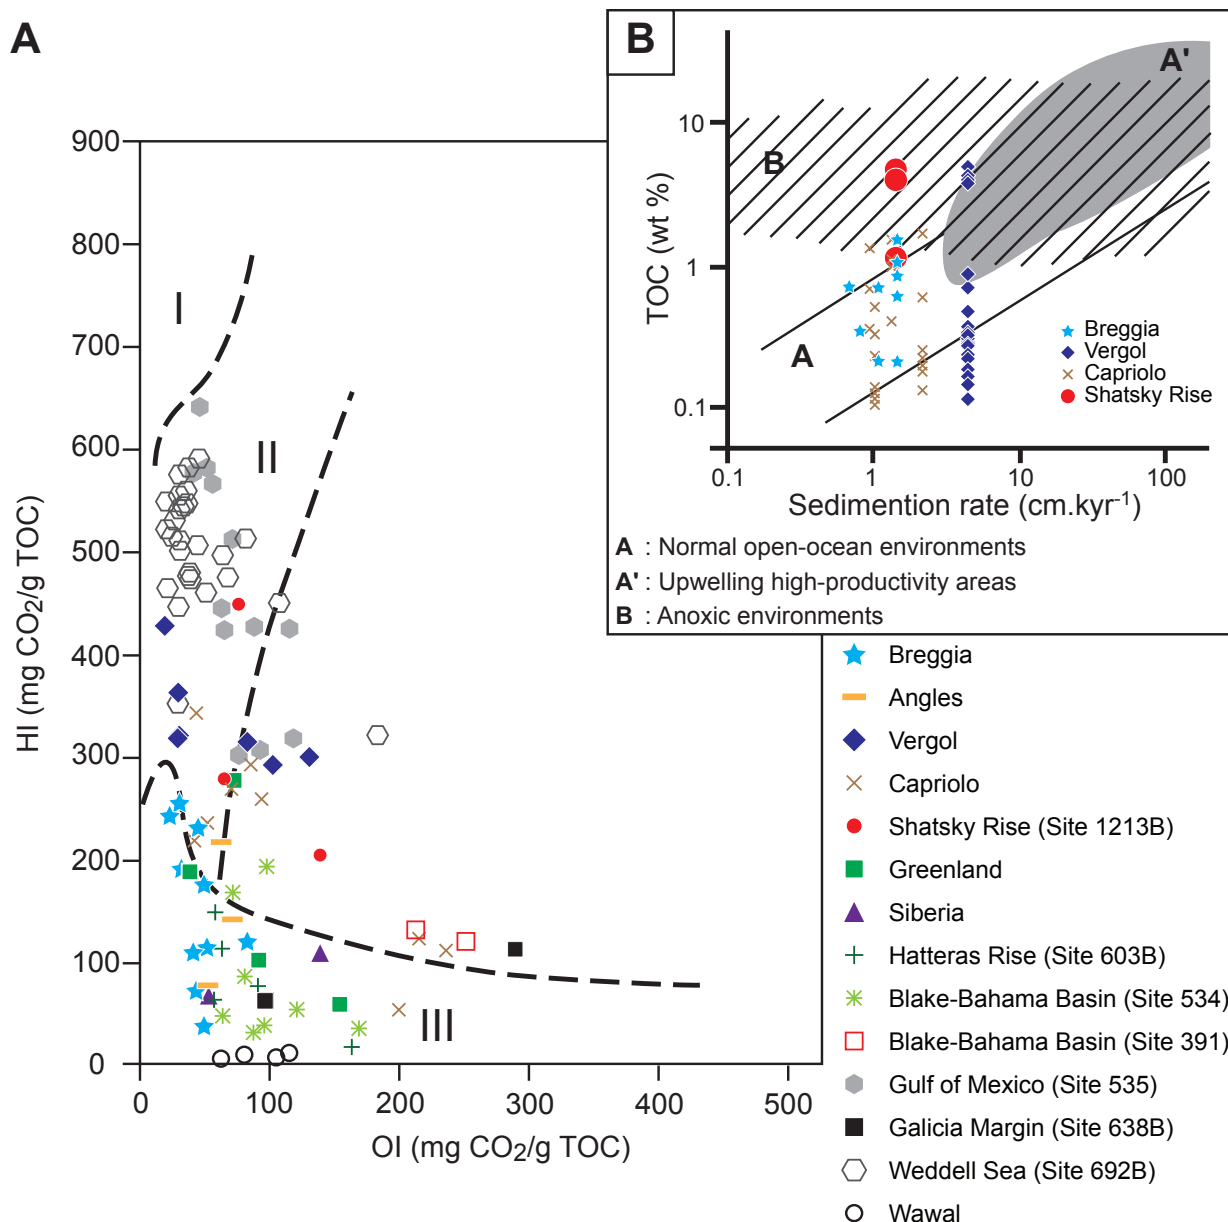 A
B
A'
10
B
TOC (wt %)
1
Breggia
Vergol
A
Capriolo
0.1
Shatsky Rise
0.1
1
10
100
Sedimention rate (cm.kyr-1)
A : Normal open-ocean environments
A' : Upwelling high-productivity areas
B : Anoxic environments
900
800
I
700
600
II
500
400
300
200
100
III
0
HI (mg CO2/g TOC)
0
100
200
300
400
500
OI (mg CO2/g TOC)
Breggia
Angles
Vergol
Capriolo
Shatsky Rise (Site 1213B)
Greenland
Siberia
Hatteras Rise (Site 603B)
Blake-Bahama Basin (Site 534)
Blake-Bahama Basin (Site 391)
Gulf of Mexico (Site 535)
Galicia Margin (Site 638B)
Weddell Sea (Site 692B)
Wawal